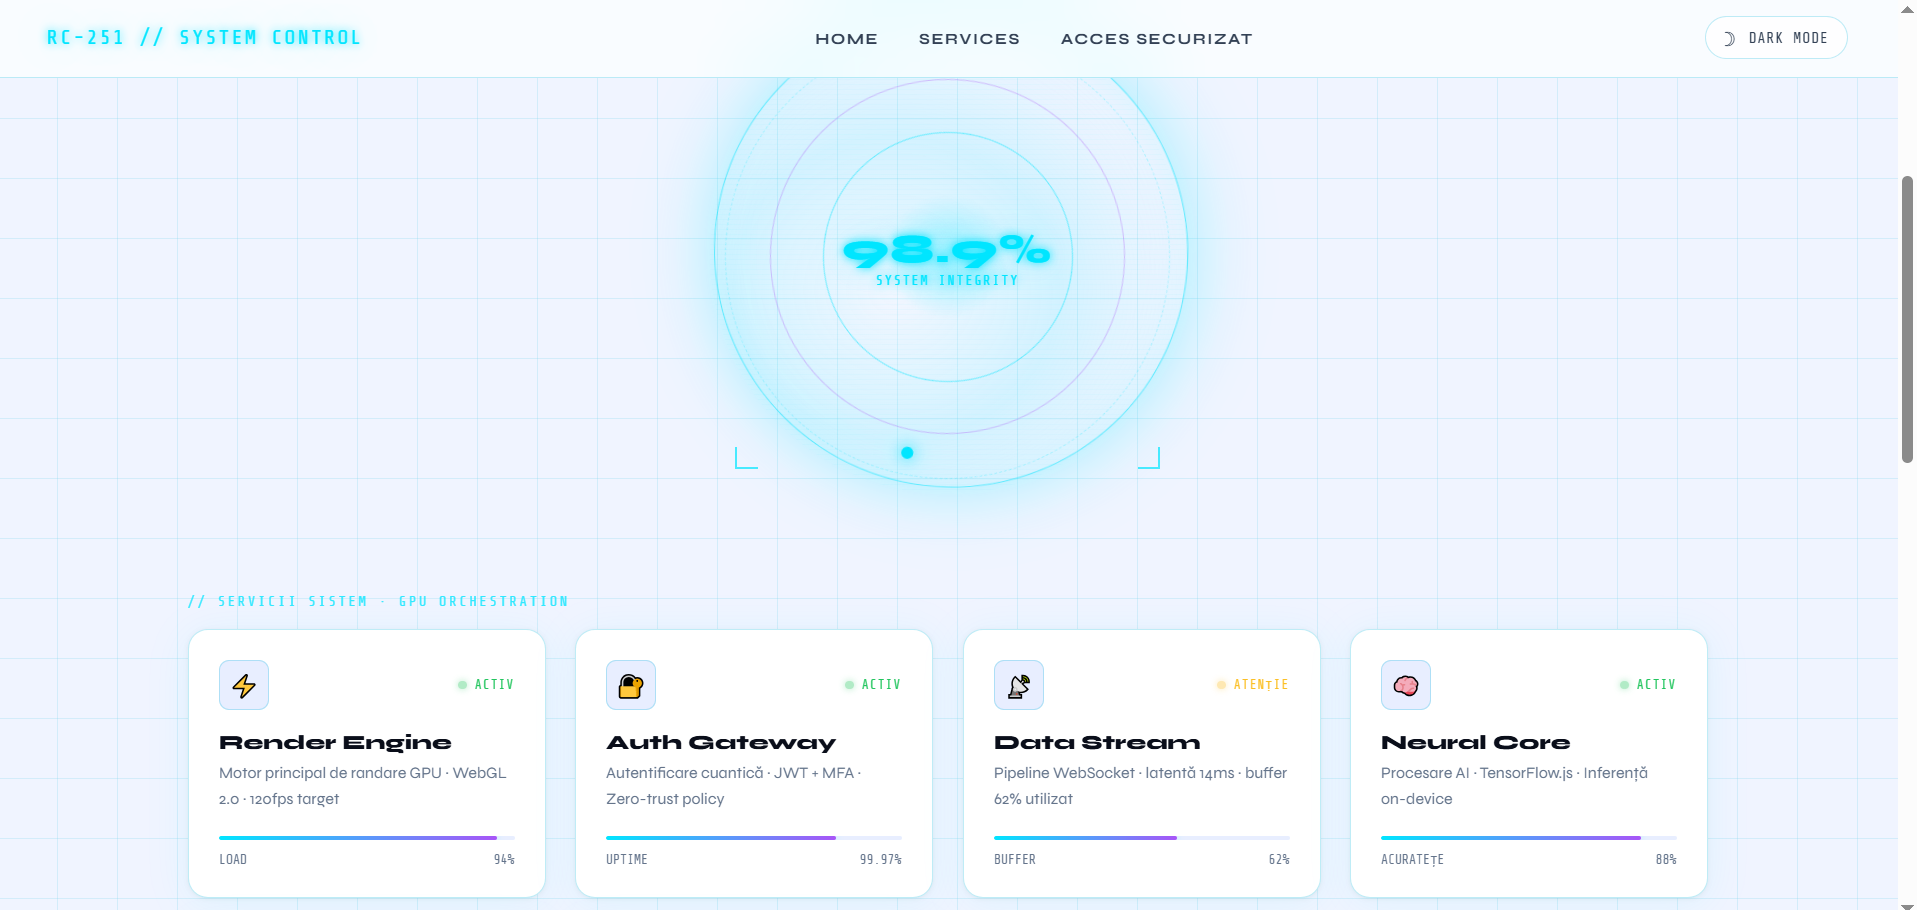 RC-251 // SYSTEM CONTROL
HOME
SERVICES
ACCES SECURIZAT
DARK MODE
98.9%
SYSTEM INTEGRITY
// SERVICII SISTEM · GPU ORCHESTRATION
ACTIV
Render Engine
Motor principal de randare GPU · WebGL
2.0 · 120fps target
LOAD 94%
ACTIV
Auth Gateway
Autentificare cuantică · JWT + MFA ·
Zero-trust policy
UPTIME 99.97%
ATENȚIE
Data Stream
Pipeline WebSocket · latență 14ms · buffer
62% utilizat
BUFFER 62%
ACTIV
Neural Core
Procesare AI · TensorFlow.js · Inferență
on-device
ACURATEȚE 88%